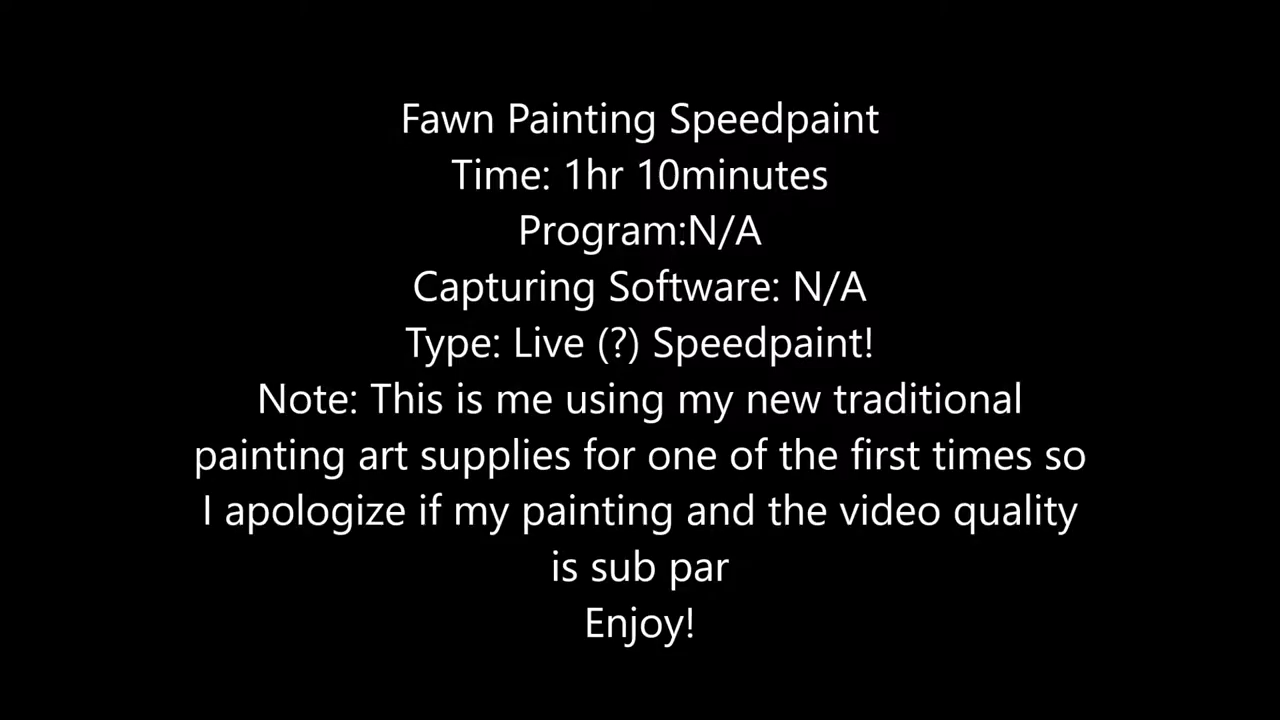 Fawn Painting Speedpaint
Time: 1hr 10minutes
Program:N/A
Capturing Software: N/A
Type: Live (?) Speedpaint!
Note: This is me using my new traditional
painting art supplies for one of the first times so
I apologize if my painting and the video quality
is sub par
Enjoy!